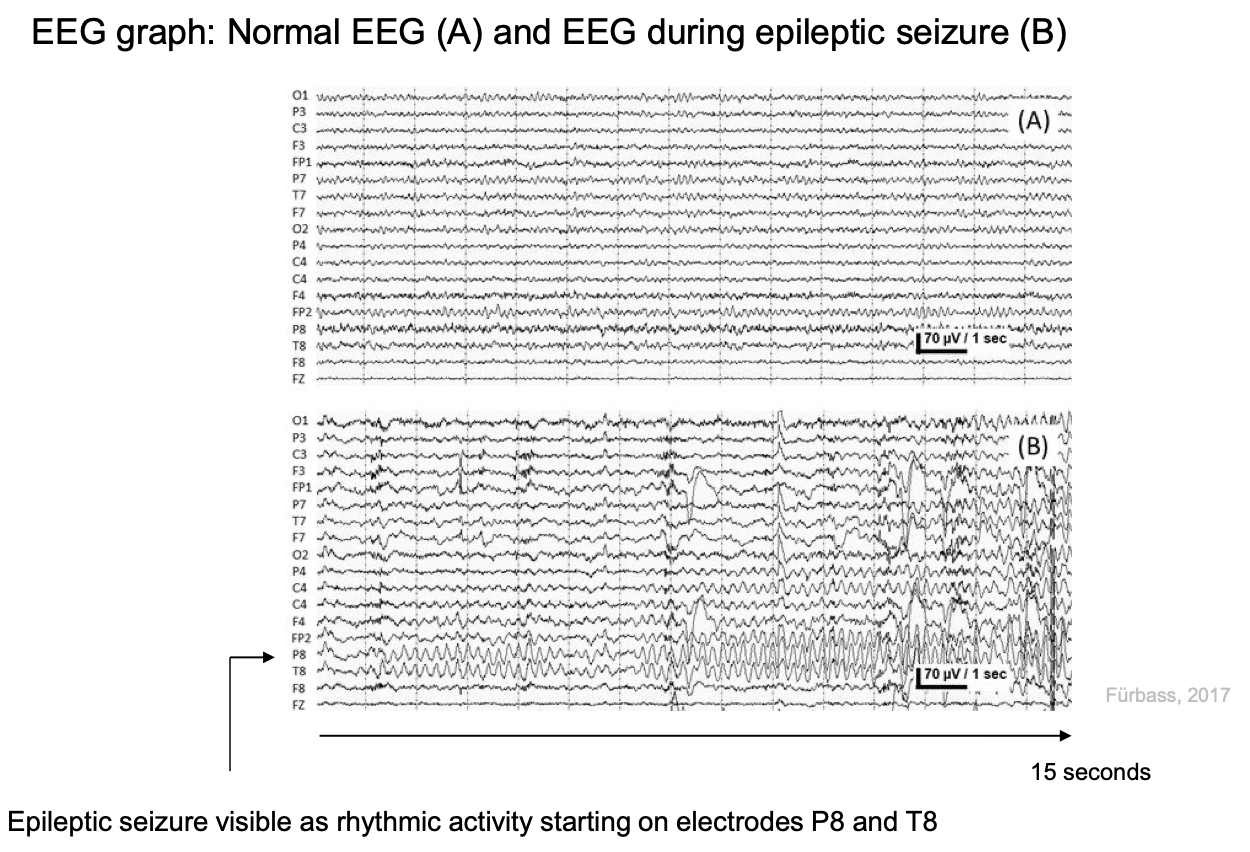 EEG graph: Normal EEG (A) and EEG during epileptic seizure (B)
O1
P3
C3
F3
FP1
P7
T7
F7
O2
P4
C4
C4
F4
FP2
P8
T8
F8
FZ
(A)
70 µV / 1 sec
O1
P3
C3
F3
FP1
P7
T7
F7
O2
P4
C4
C4
F4
FP2
P8
T8
F8
FZ
(B)
70 µV / 1 sec
Fürbass, 2017
15 seconds
Epileptic seizure visible as rhythmic activity starting on electrodes P8 and T8